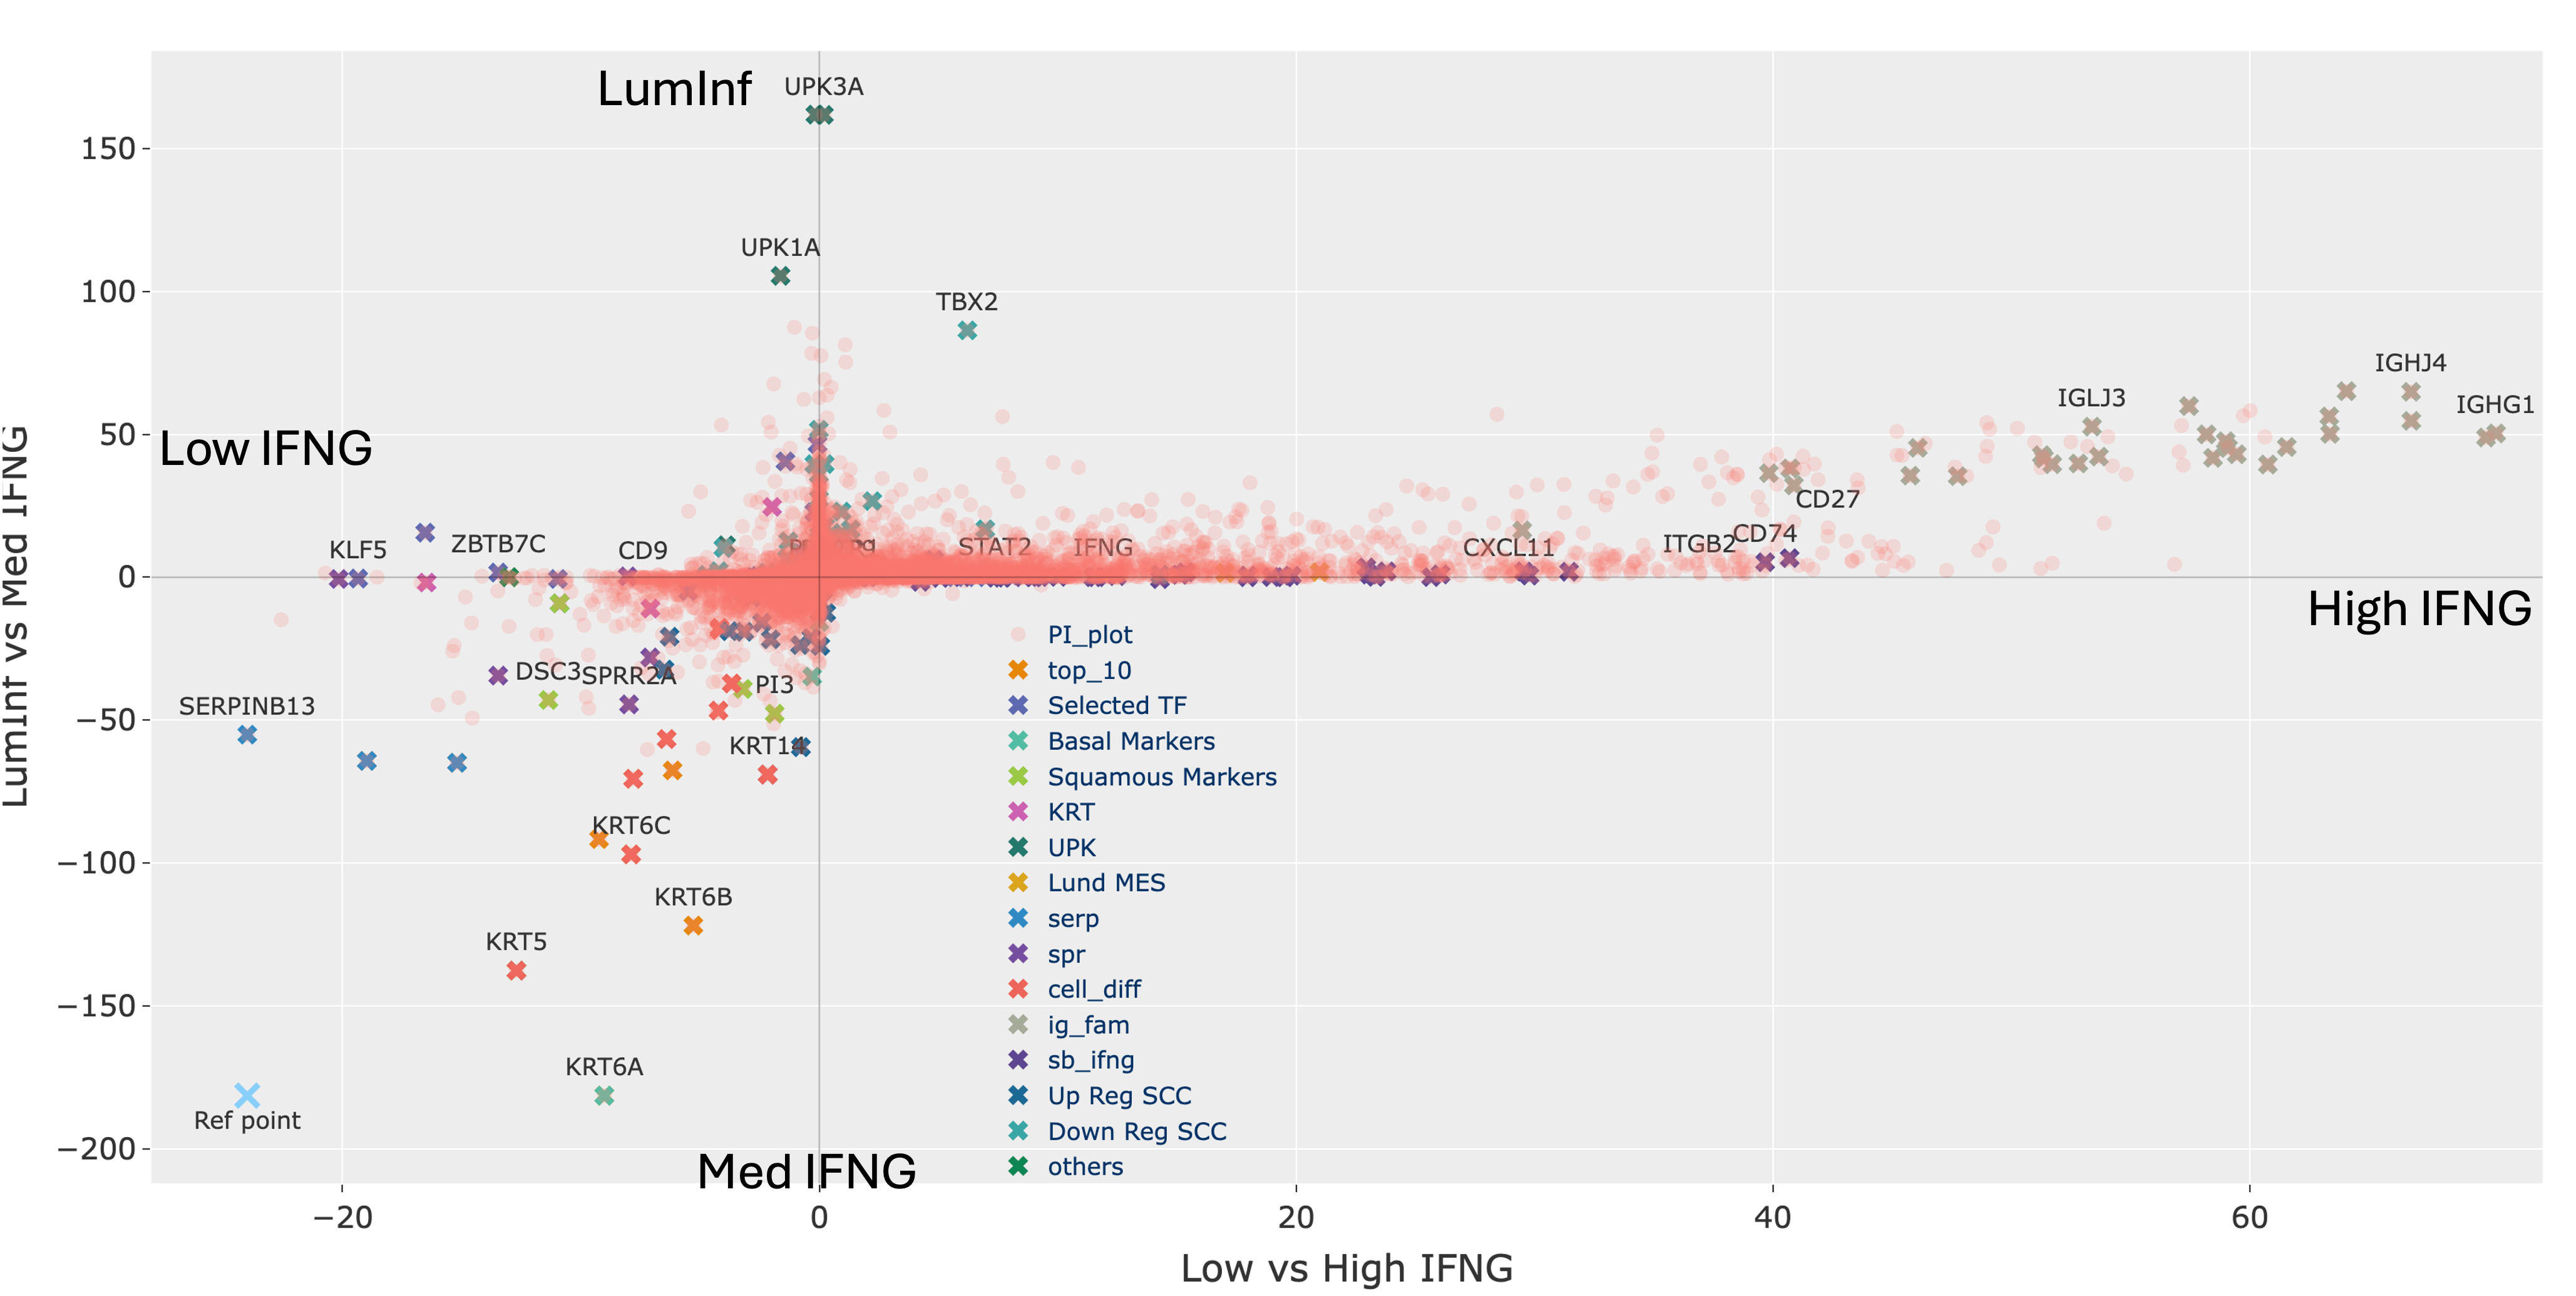 LumInf
UPK3A
150
UPK1A
100
TBX2
IGHJ4
IGLJ3
IGHG1
50
Low IFNG
CD27
KLF5
ZBTB7C
CD9
STAT2
IFNG
CXCL11
ITGB2
CD74
0
High IFNG
LumInf vs Med IFNG
PI_plot
top_10
Selected TF
Basal Markers
Squamous Markers
KRT
UPK
Lund MES
serp
spr
cell_diff
ig_fam
sb_ifng
Up Reg SCC
Down Reg SCC
others
DSC3
SPRR2A
PI3
SERPINB13
−50
KRT14
KRT6C
−100
KRT6B
KRT5
−150
KRT6A
Ref point
−200
Med IFNG
−20
0
20
40
60
Low vs High IFNG